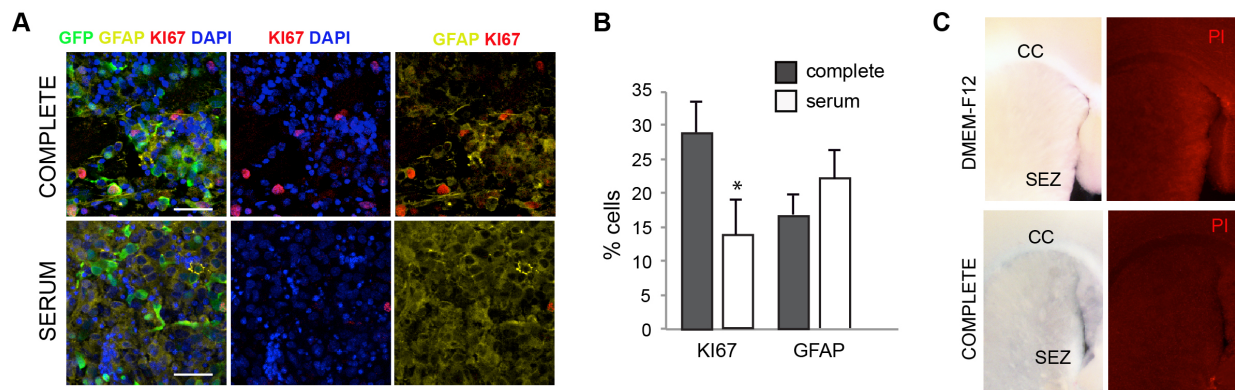 A
GFP GFAP KI67 DAPI
KI67 DAPI
GFAP KI67
COMPLETE
SERUM
B
complete
serum
35
30
25
20
15
10
5
0
% cells
*
KI67
GFAP
C
DMEM-F12
CC
SEZ
PI
COMPLETE
CC
SEZ
PI